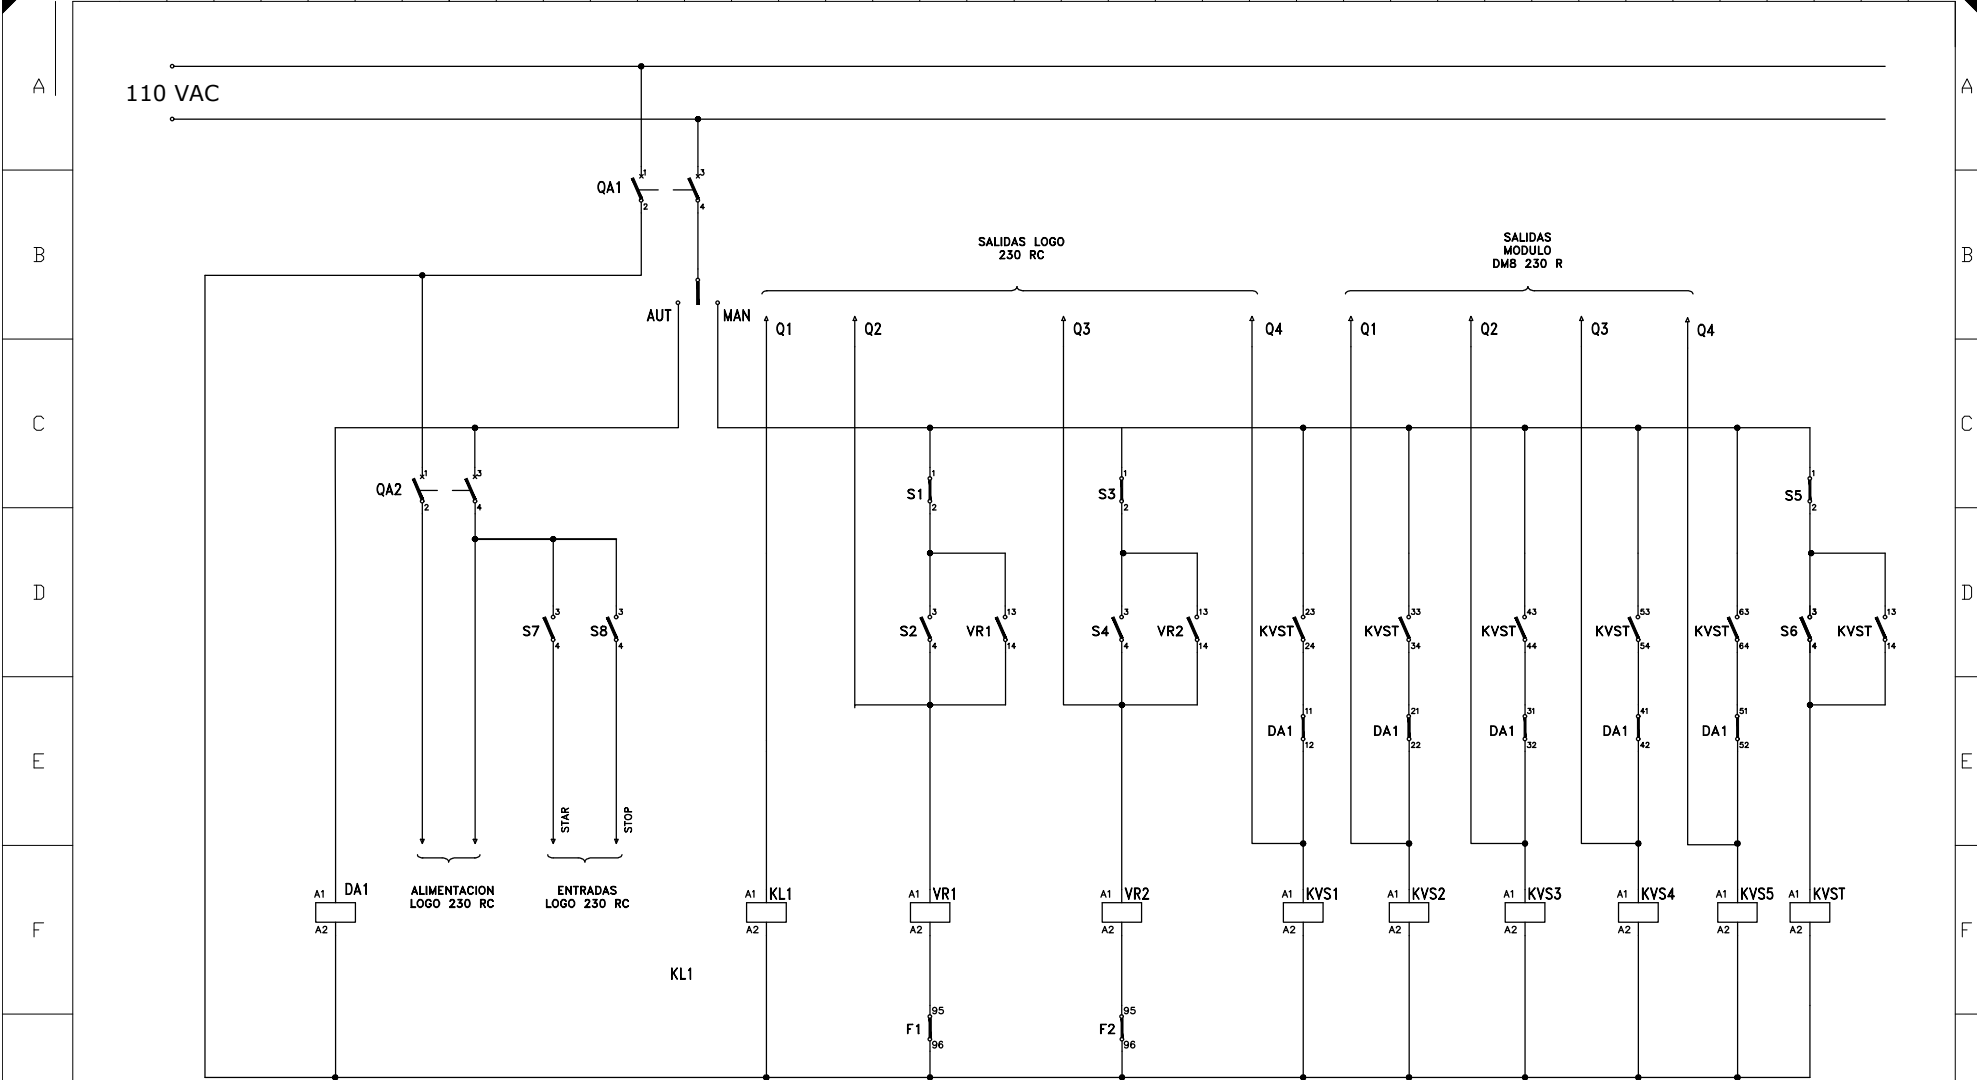 A
A
110 VAC
1
3
QA1
2
4
B
SALIDAS LOGO
230 RC
SALIDAS
MODULO
DM8 230 R
B
AUT
MAN
Q1
Q2
Q3
Q4
Q1
Q2
Q3
Q4
C
C
1
3
QA2
2
4
1
S1
2
1
S3
2
1
S5
2
D
D
3
S7
4
3
S8
4
3
S2
4
13
VR1
14
3
S4
4
13
VR2
14
23
KVST
24
33
KVST
34
43
KVST
44
53
KVST
54
63
KVST
64
3
S6
4
13
KVST
14
11
DA1
12
21
DA1
22
31
DA1
32
41
DA1
42
51
DA1
52
E
E
STAR
STOP
A1 DA1
A2
ALIMENTACION
LOGO 230 RC
ENTRADAS
LOGO 230 RC
A1 KL1
A2
A1 VR1
A2
A1 VR2
A2
A1 KVS1
A2
A1 KVS2
A2
A1 KVS3
A2
A1 KVS4
A2
A1 KVS5
A2
A1 KVST
A2
F
F
KL1
95
F1
96
95
F2
96